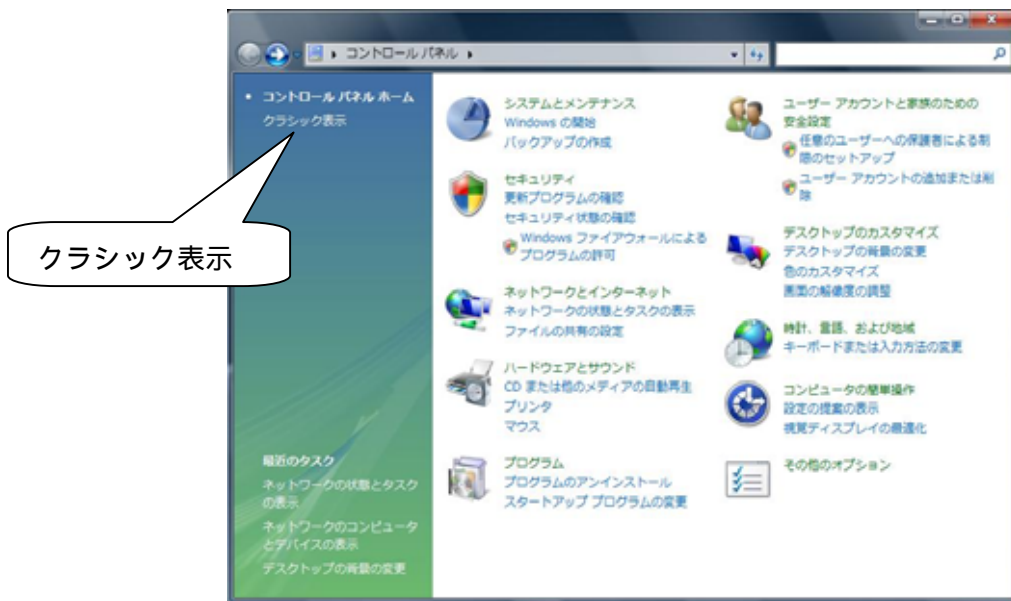 コントロール パネル
コントロール パネル ホーム
クラシック表示
クラシック表示
最近のタスク
ネットワークの状態とタスク
の表示
ネットワークのコンピュータ
とデバイスの表示
デスクトップの背景の変更
システムとメンテナンス
Windows の開始
バックアップの作成
セキュリティ
更新プログラムの確認
セキュリティ状態の確認
Windows ファイアウォールによる
プログラムの許可
ネットワークとインターネット
ネットワークの状態とタスクの表示
ファイルの共有の設定
ハードウェアとサウンド
CD または他のメディアの自動再生
プリンタ
マウス
プログラム
プログラムのアンインストール
スタートアップ プログラムの変更
ユーザー アカウントと家族のための
安全設定
任意のユーザーへの保護者による制
限のセットアップ
ユーザー アカウントの追加または削
除
デスクトップのカスタマイズ
デスクトップの背景の変更
色のカスタマイズ
画面の解像度の調整
時計、言語、および地域
キーボードまたは入力方法の変更
コンピュータの簡単操作
設定の提案の表示
視覚ディスプレイの最適化
その他のオプション